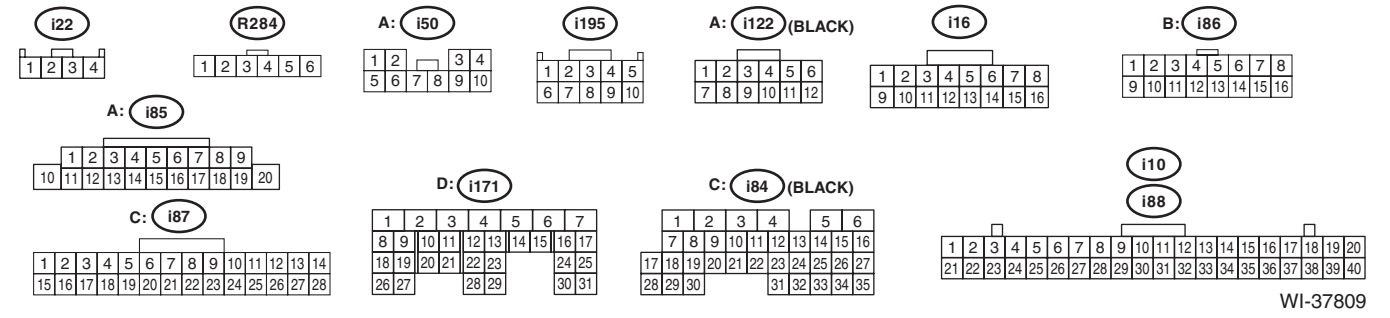 i22
1 2 3 4
R284
1 2 3 4 5 6
A: i50
1 2 3 4
5 6 7 8 9 10
i195
1 2 3 4 5
6 7 8 9 10
A: i122 (BLACK)
1 2 3 4 5 6
7 8 9 10 11 12
i16
1 2 3 4 5 6 7 8
9 10 11 12 13 14 15 16
B: i86
1 2 3 4 5 6 7 8
9 10 11 12 13 14 15 16
A: i85
1 2 3 4 5 6 7 8 9
10 11 12 13 14 15 16 17 18 19 20
C: i87
1 2 3 4 5 6 7 8 9 10 11 12 13 14
15 16 17 18 19 20 21 22 23 24 25 26 27 28
D: i171
1 2 3 4 5 6 7
8 9 10 11 12 13 14 15 16 17
18 19 20 21 22 23 24 25
26 27 28 29 30 31
C: i84 (BLACK)
1 2 3 4 5 6
7 8 9 10 11 12 13 14 15 16
17 18 19 20 21 22 23 24 25 26 27
28 29 30 31 32 33 34 35
i10
i88
1 2 3 4 5 6 7 8 9 10 11 12 13 14 15 16 17 18 19 20
21 22 23 24 25 26 27 28 29 30 31 32 33 34 35 36 37 38 39 40
WI-37809